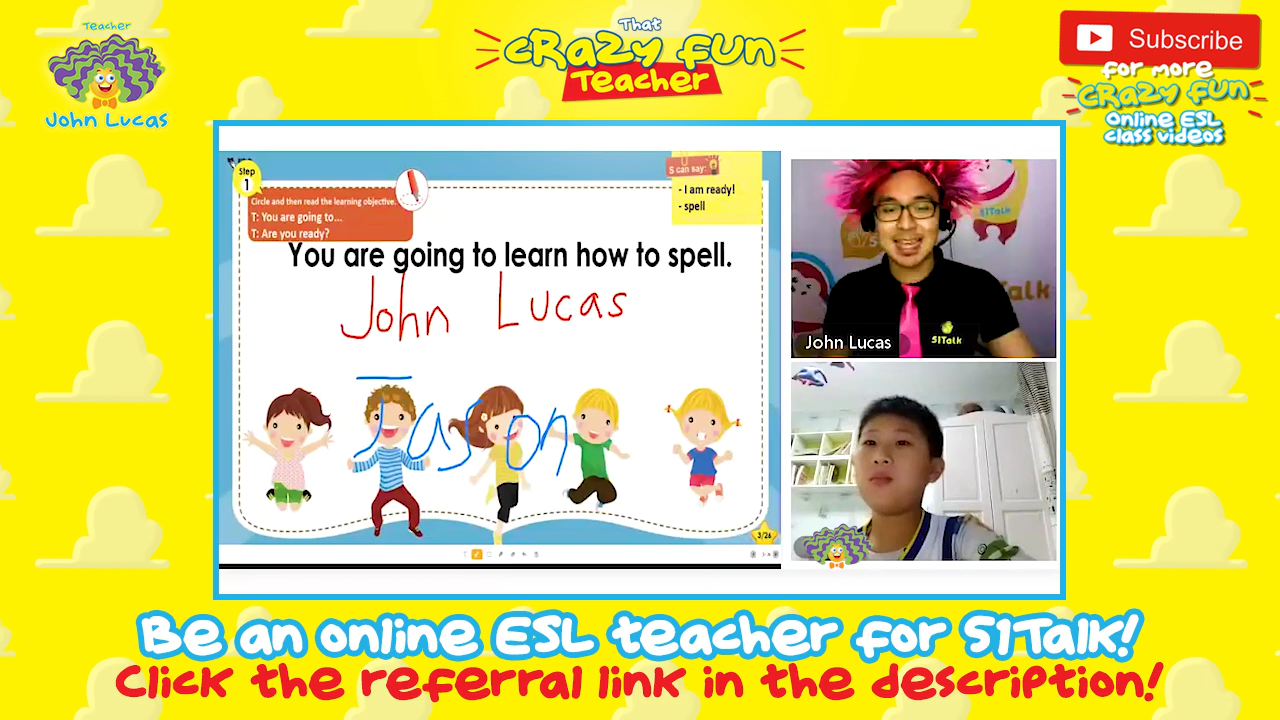 Teacher
John Lucas
That
CRaZy FUn
Teacher
Subscribe
for more
CRaZy FUn
Online ESL
class videos
Step
1
Circle and then read the learning objective.
T: You are going to...
T: Are you ready?
S can say:
- I am ready!
- spell
You are going to learn how to spell.
John Lucas
Jason
3/26
51Talk
51Talk
John Lucas
Be an online ESL teacher for 51Talk!
Click the referral link in the description!